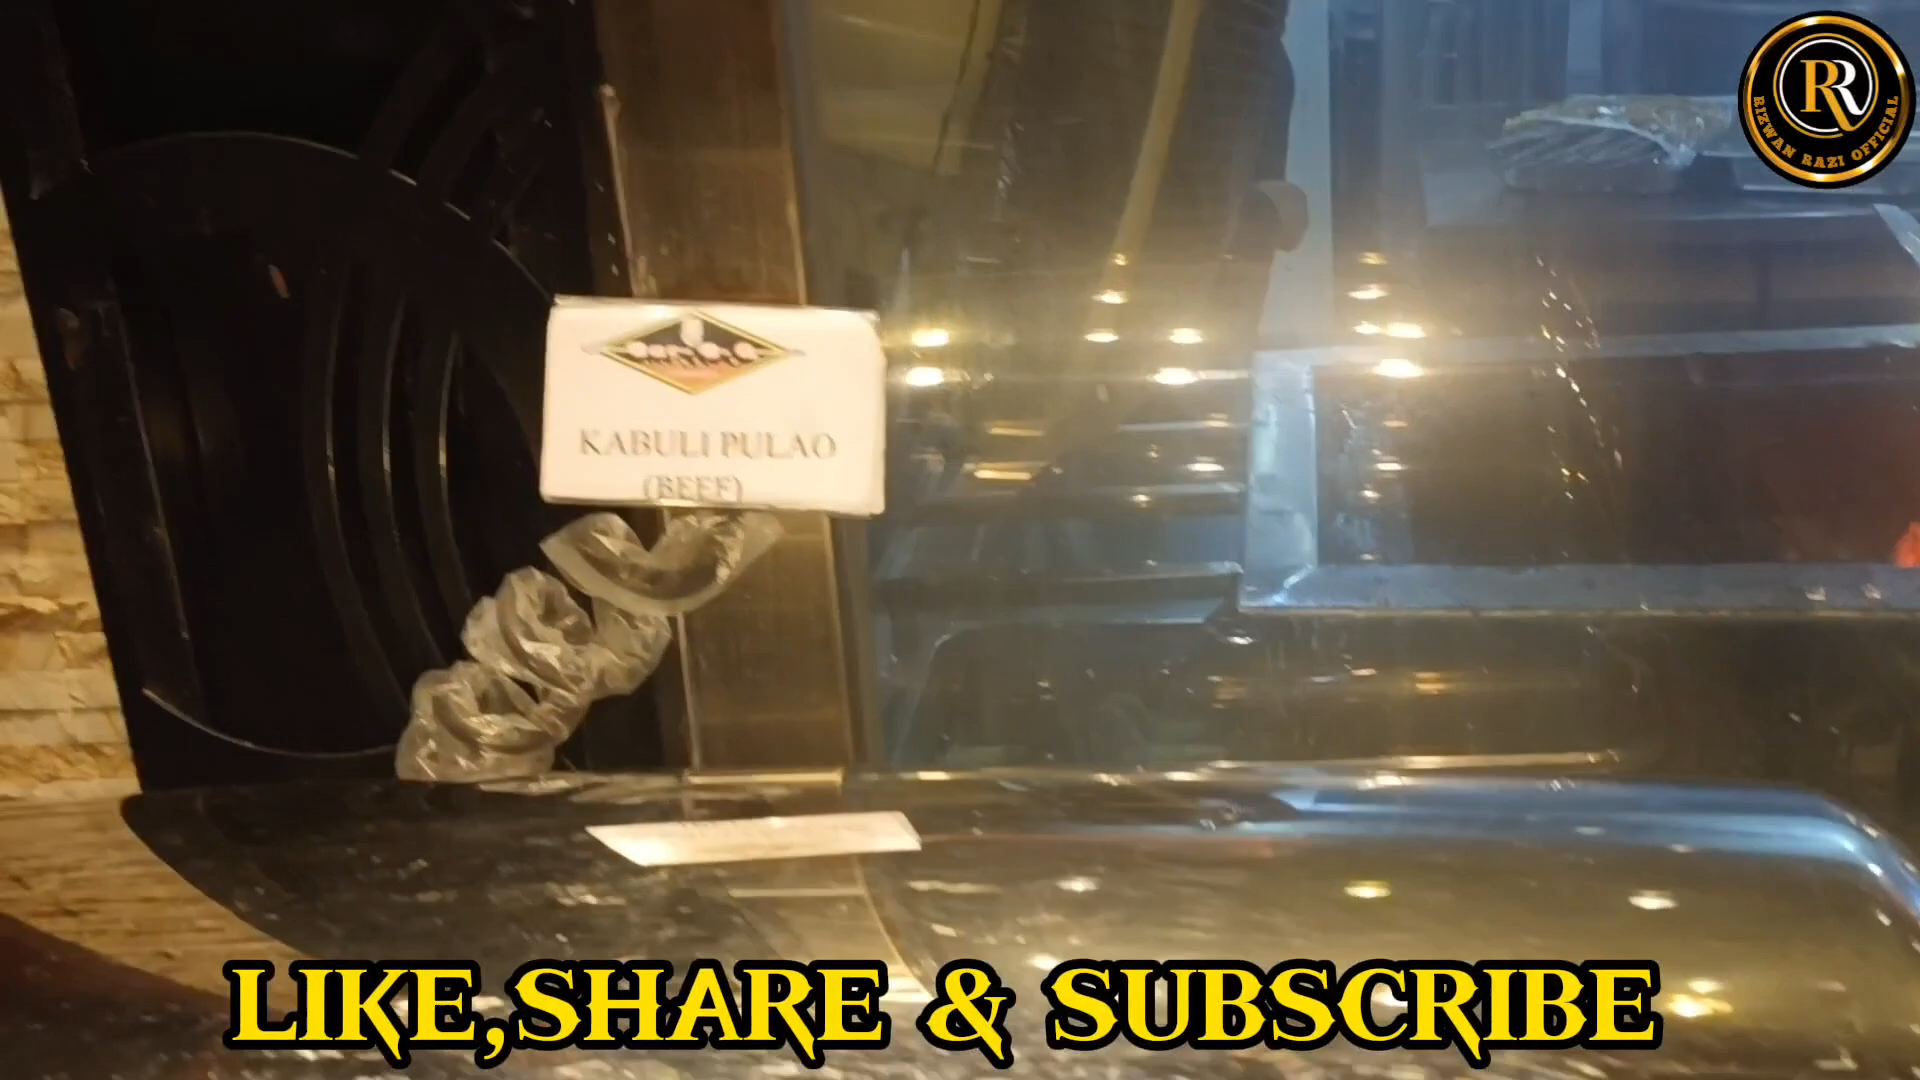 RR
RIZWAN RAZI OFFICIAL
KABULI PULAO
(BEEF)
LIKE,SHARE & SUBSCRIBE